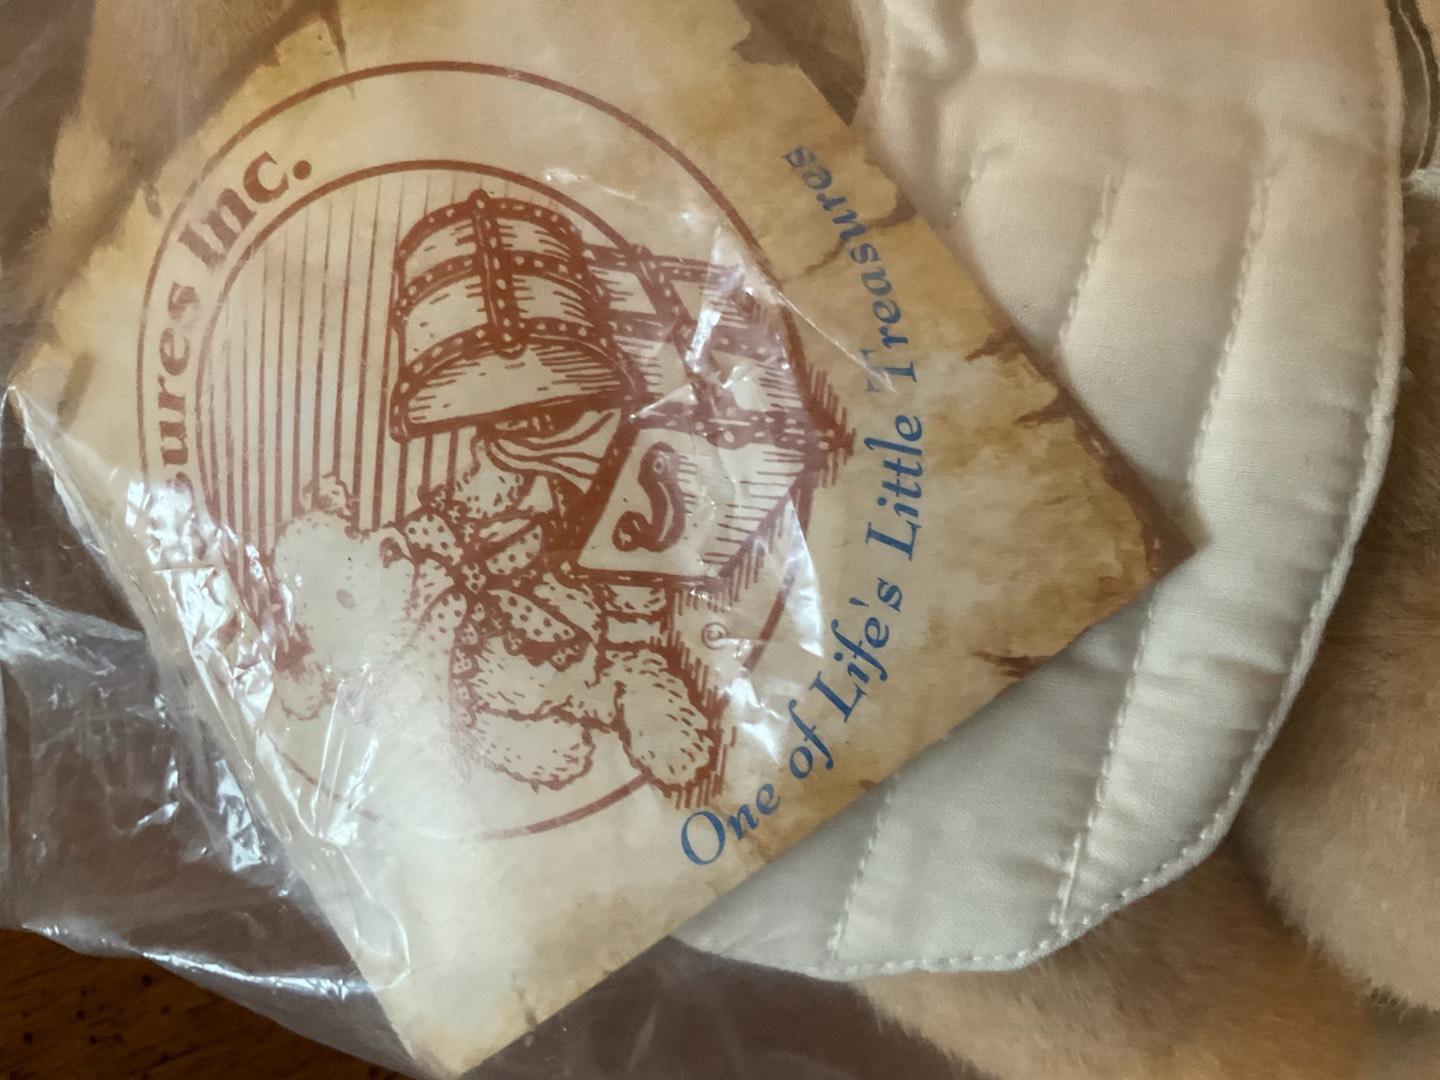 ures Inc.
One of Life's Little Treasures
©